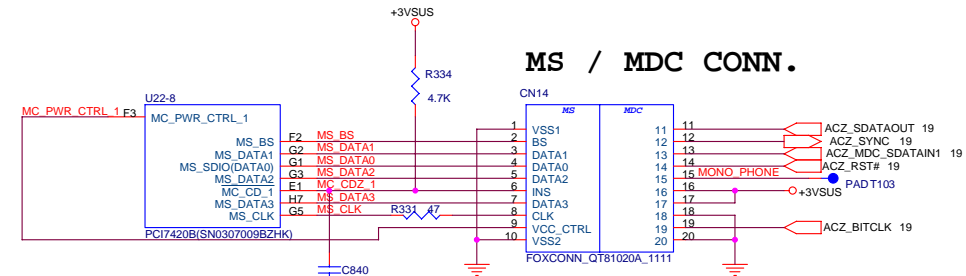 +3VSUS
MS / MDC CONN.
R334
4.7K
U22-8
CN14
MC_PWR_CTRL_1 F3
MC_PWR_CTRL_1
MS MDC
MS_BS F2 MS_BS
MS_DATA1 G2 MS_DATA1
MS_SDIO(DATA0) G1 MS_DATA0
MS_DATA2 G3 MS_DATA2
MC_CD_1 E1 MC_CDZ_1
MS_DATA3 H7 MS_DATA3
MS_CLK G5 MS_CLK
R331 47
PCI7420B(SN0307009BZHK)
1 VSS1 11 11 ACZ_SDATAOUT 19
2 BS 12 12 ACZ_SYNC 19
3 DATA1 13 13 ACZ_MDC_SDATAIN1 19
4 DATA0 14 14 ACZ_RST# 19
5 DATA2 15 15 MONO_PHONE PADT103
6 INS 16 16 +3VSUS
7 DATA3 17 17
8 CLK 18 18
9 VCC_CTRL 19 19 ACZ_BITCLK 19
10 VSS2 20 20
FOXCONN_QT81020A_1111
C840